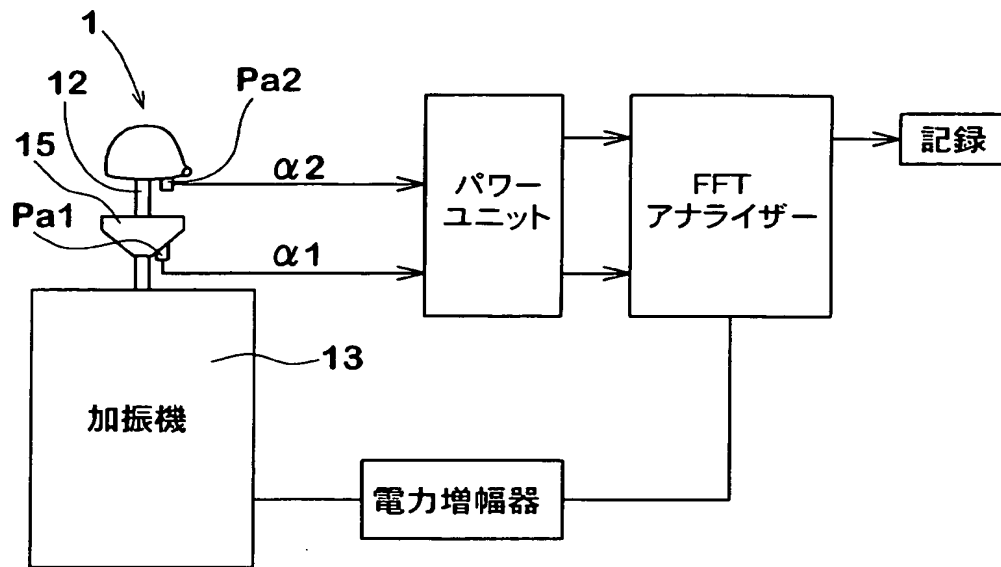 1
12
Pa2
15
Pa1
α2
α1
パワー
ユニット
FFT
アナライザー
記録
13
加振機
電力増幅器